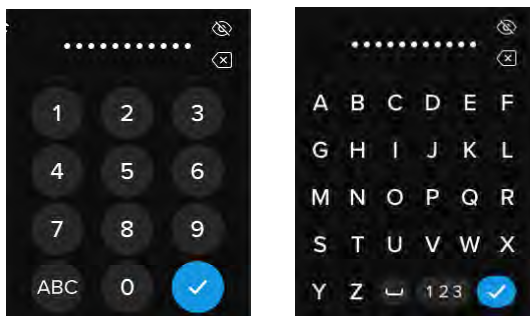 1 2 3
4 5 6
7 8 9
ABC 0
A B C D E F
G H I J K L
M N O P Q R
S T U V W X
Y Z 123